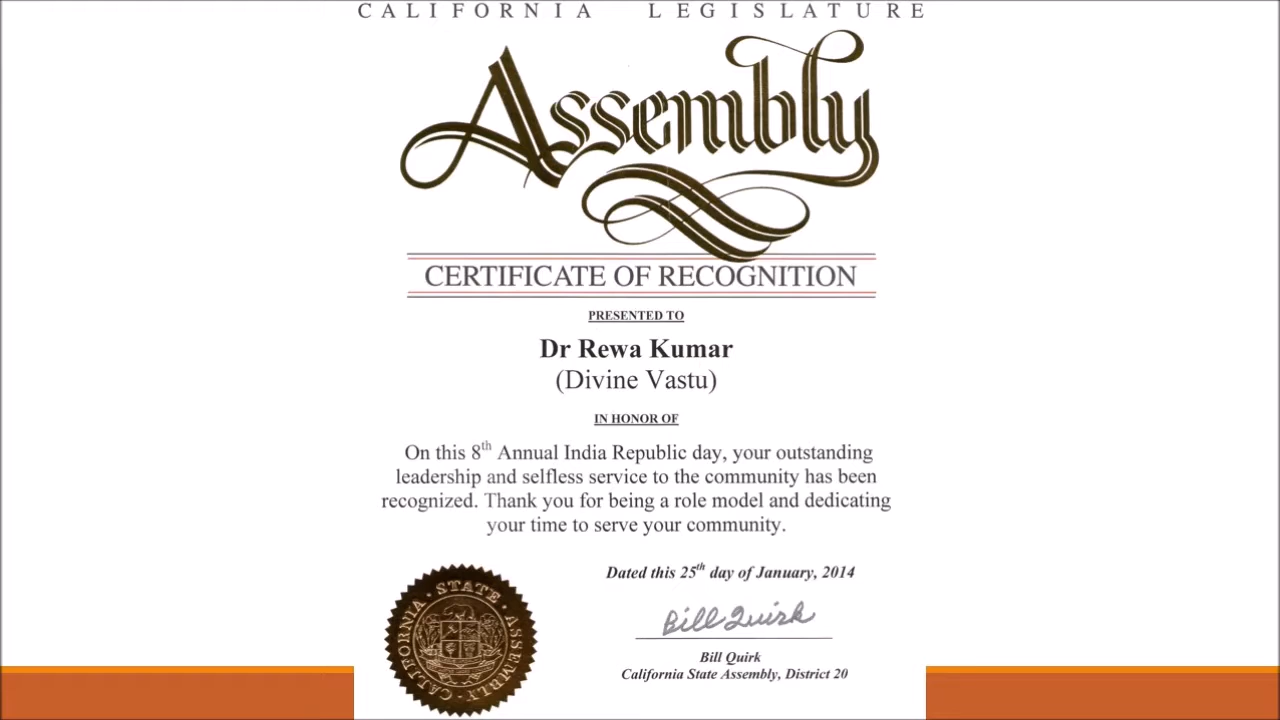 CALIFORNIA LEGISLATURE
Assembly
CERTIFICATE OF RECOGNITION
PRESENTED TO
Dr Rewa Kumar
(Divine Vastu)
IN HONOR OF
On this 8th Annual India Republic day, your outstanding
leadership and selfless service to the community has been
recognized. Thank you for being a role model and dedicating
your time to serve your community.
Dated this 25th day of January, 2014
Bill Quirk
Bill Quirk
California State Assembly, District 20
CALIFORNIA · STATE · ASSEMBLY ·